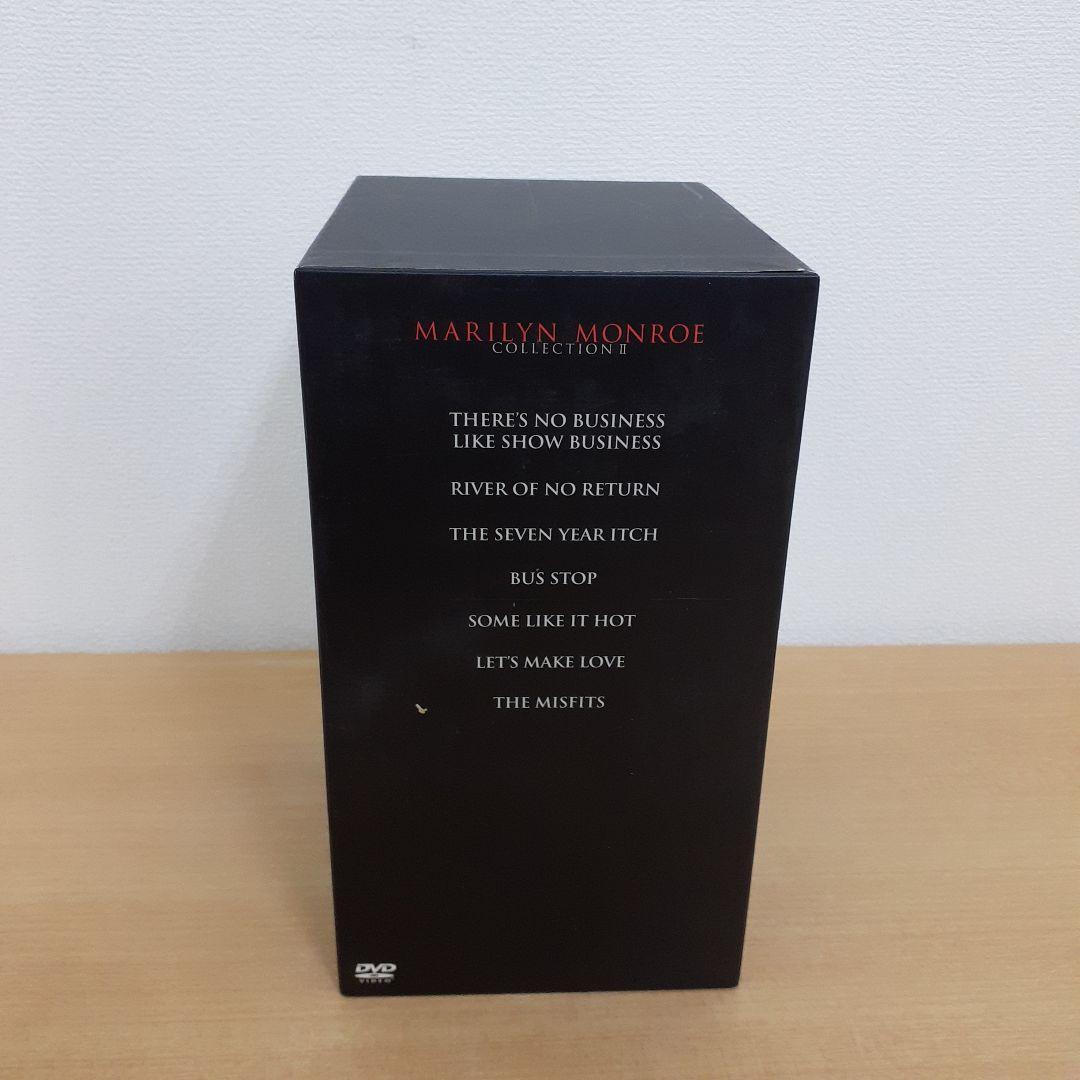 MARILYN MONROE
COLLECTION II
THERE'S NO BUSINESS
LIKE SHOW BUSINESS
RIVER OF NO RETURN
THE SEVEN YEAR ITCH
BUS STOP
SOME LIKE IT HOT
LET'S MAKE LOVE
THE MISFITS
DVD
VIDEO